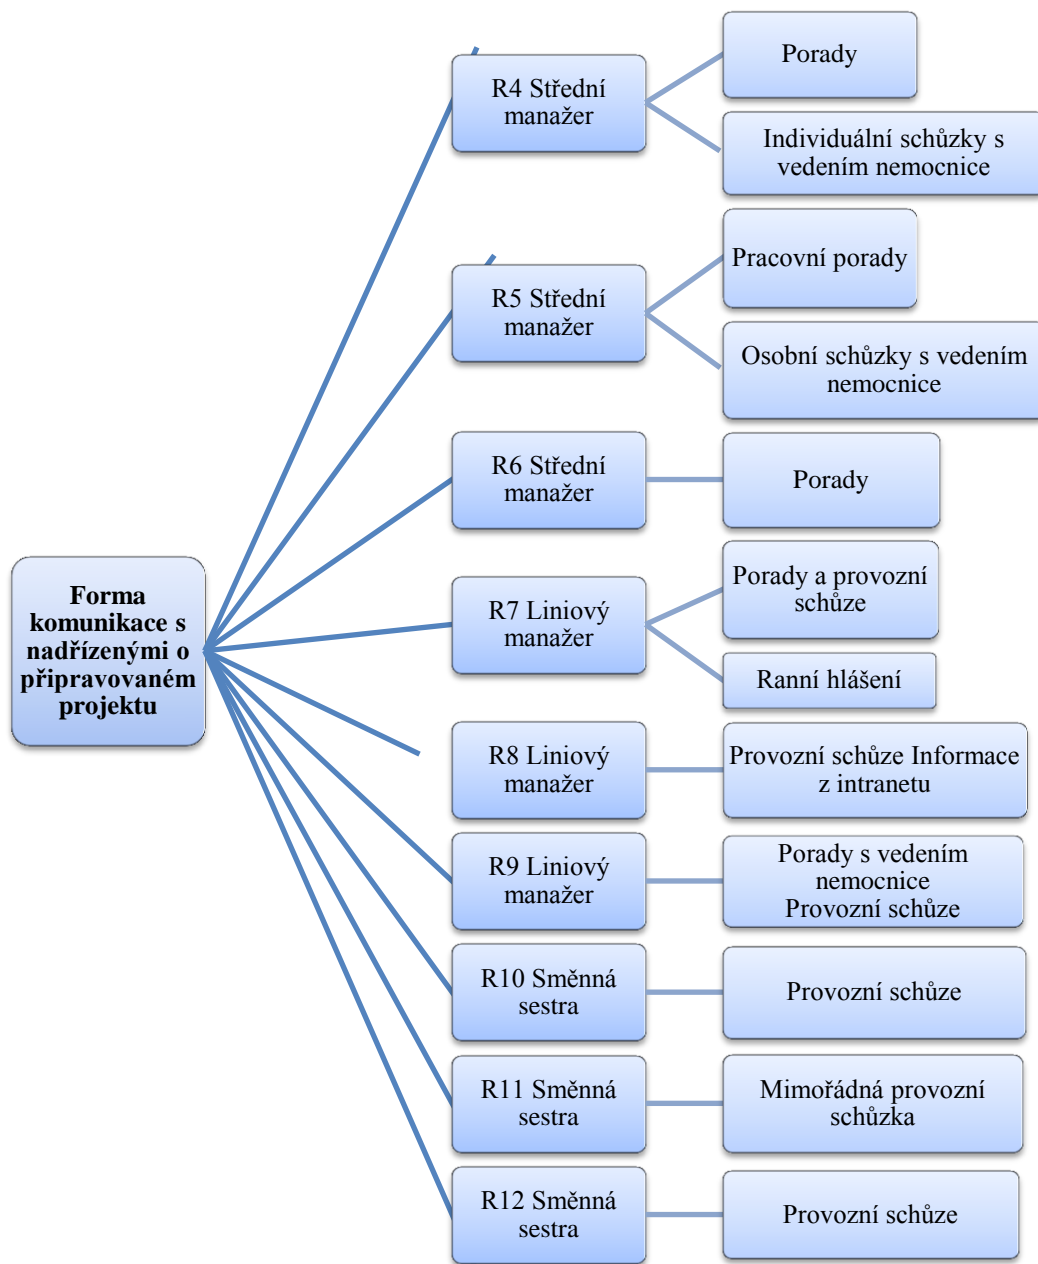 Forma
komunikace s
nadřízenými o
připravovaném
projektu
R4 Střední
manažer
Porady
Individuální schůzky s
vedením nemocnice
R5 Střední
manažer
Pracovní porady
Osobní schůzky s vedením
nemocnice
R6 Střední
manažer
Porady
R7 Liniový
manažer
Porady a provozní
schůze
Ranní hlášení
R8 Liniový
manažer
Provozní schůze Informace
z intranetu
R9 Liniový
manažer
Porady s vedením
nemocnice
Provozní schůze
R10 Směnná
sestra
Provozní schůze
R11 Směnná
sestra
Mimořádná provozní
schůzka
R12 Směnná
sestra
Provozní schůze